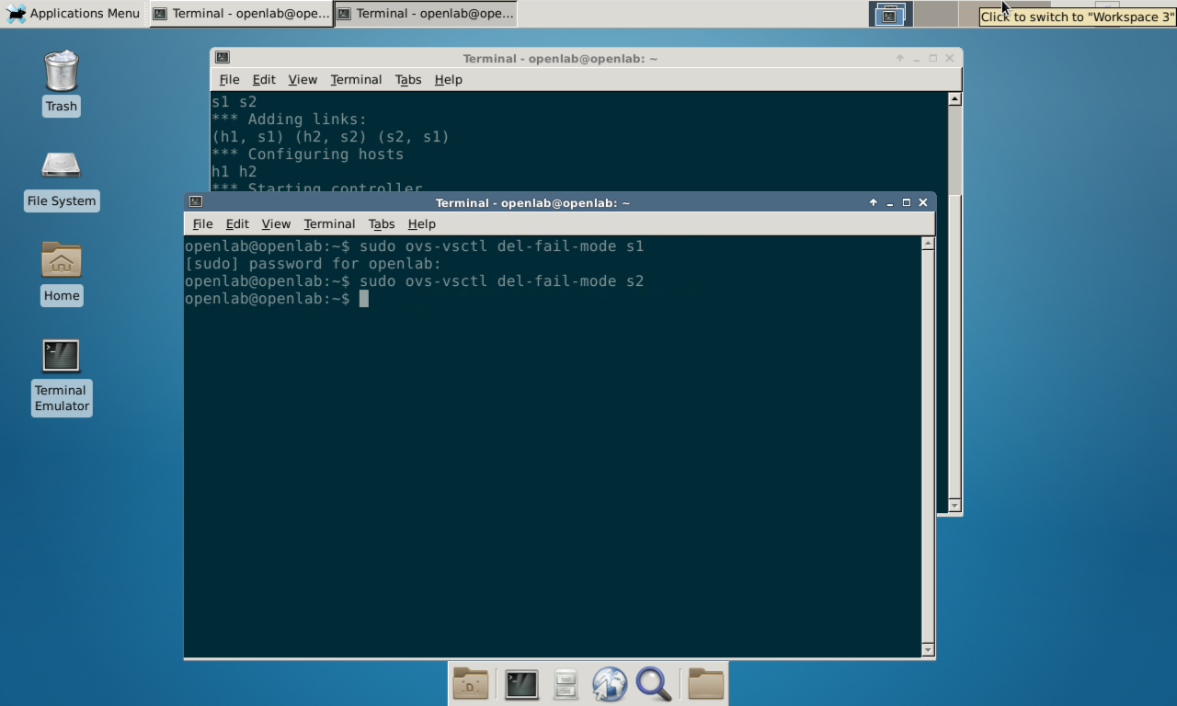 Applications Menu
Terminal - openlab@ope...
Terminal - openlab@ope...
Click to switch to "Workspace 3"
Trash
File System
Home
Terminal
Emulator
Terminal - openlab@openlab: ~
File Edit View Terminal Tabs Help
s1 s2
*** Adding links:
(h1, s1) (h2, s2) (s2, s1)
*** Configuring hosts
h1 h2
*** Starting controller
Terminal - openlab@openlab: ~
File Edit View Terminal Tabs Help
openlab@openlab:~$ sudo ovs-vsctl del-fail-mode s1
[sudo] password for openlab:
openlab@openlab:~$ sudo ovs-vsctl del-fail-mode s2
openlab@openlab:~$